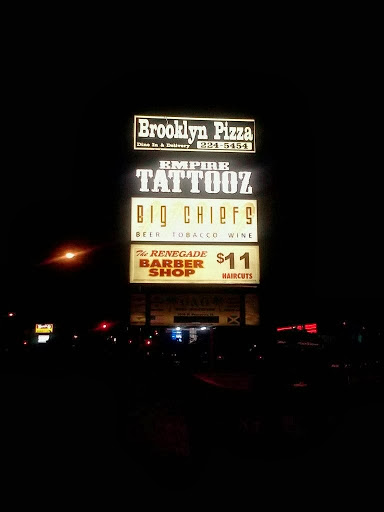 Brooklyn Pizza
Dine In & Delivery 224-5454
EMPIRE
TATTOOZ
BIG CHIEFS
BEER TOBACCO WINE
The RENEGADE
BARBER
SHOP
$11
HAIRCUTS